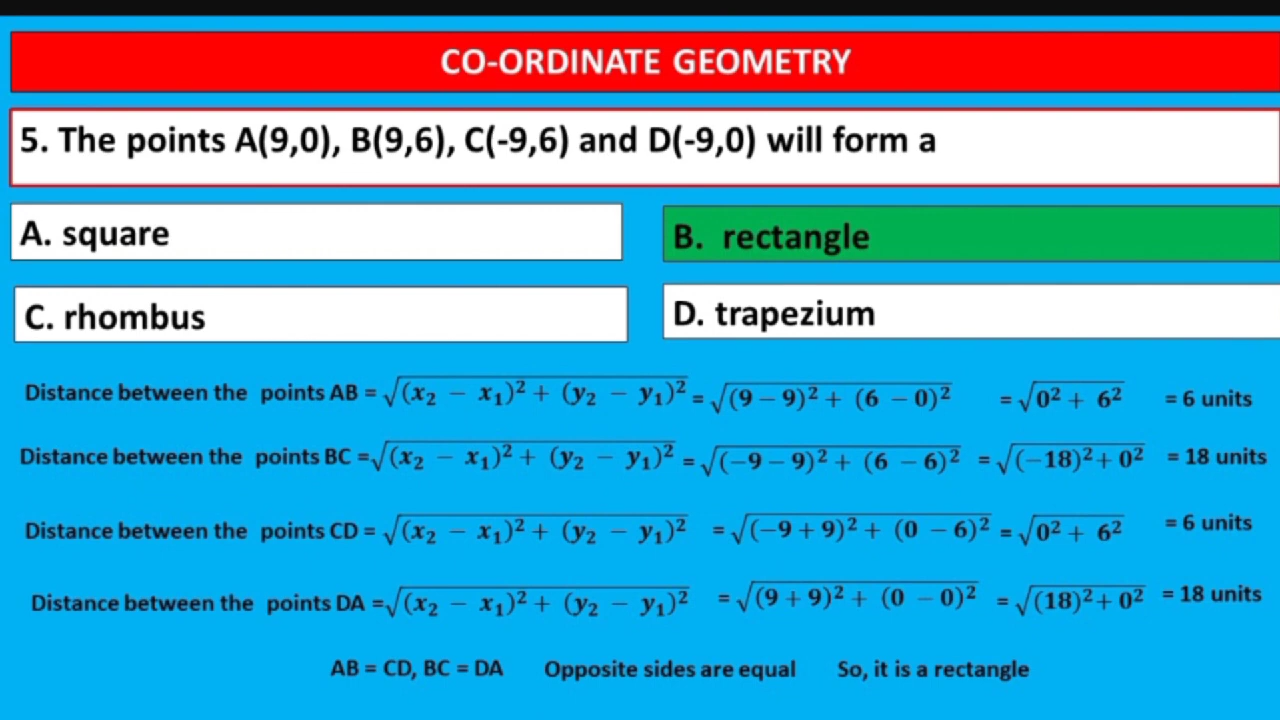 CO-ORDINATE GEOMETRY
5. The points A(9,0), B(9,6), C(-9,6) and D(-9,0) will form a
A. square
B. rectangle
C. rhombus
D. trapezium
Distance between the points AB = √(x₂ − x₁)² + (y₂ − y₁)² = √(9 − 9)² + (6 − 0)² = √0² + 6² = 6 units
Distance between the points BC =√(x₂ − x₁)² + (y₂ − y₁)² = √(−9 − 9)² + (6 − 6)² = √(−18)²+ 0² = 18 units
Distance between the points CD = √(x₂ − x₁)² + (y₂ − y₁)² = √(−9 + 9)² + (0 − 6)² = √0² + 6² = 6 units
Distance between the points DA =√(x₂ − x₁)² + (y₂ − y₁)² = √(9 + 9)² + (0 − 0)² = √(18)²+ 0² = 18 units
AB = CD, BC = DA Opposite sides are equal So, it is a rectangle